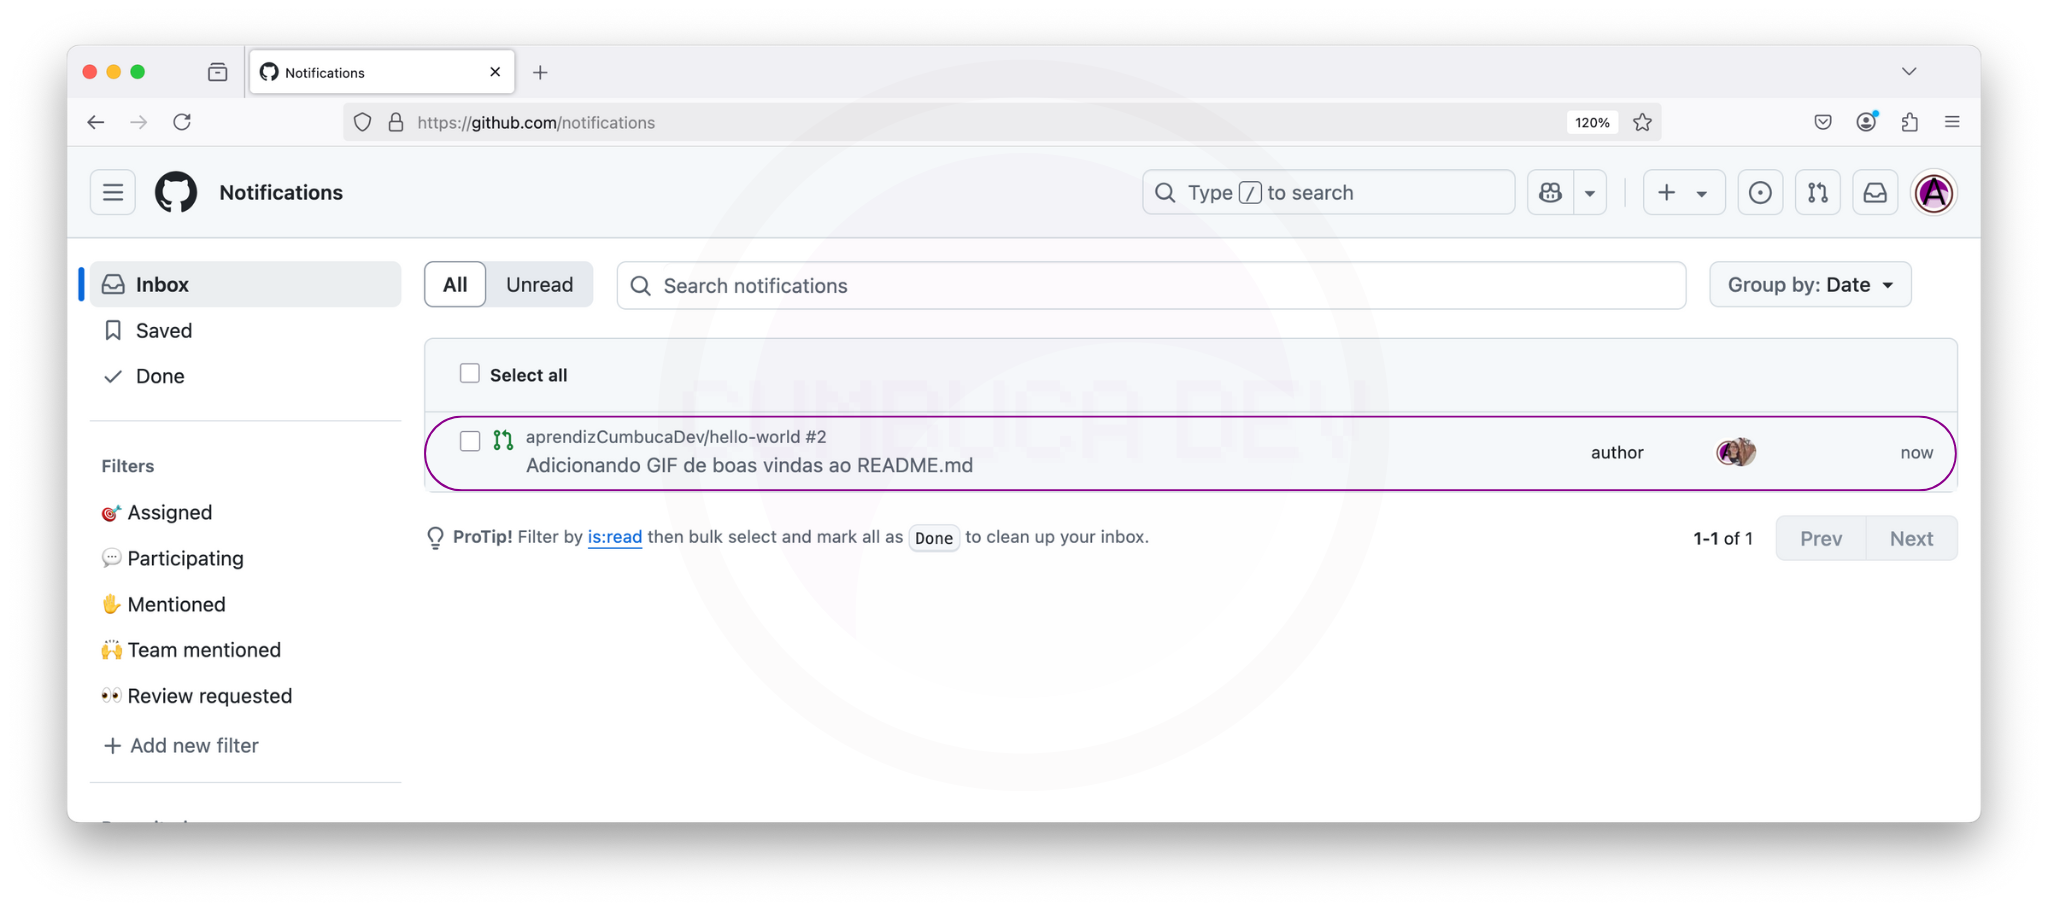 Notifications
https://github.com/notifications
120%
Notifications
Type / to search
Inbox
Saved
Done
Filters
Assigned
Participating
Mentioned
Team mentioned
Review requested
Add new filter
All
Unread
Search notifications
Group by: Date
Select all
aprendizCumbucaDev/hello-world #2
Adicionando GIF de boas vindas ao README.md
author
now
ProTip! Filter by is:read then bulk select and mark all as Done to clean up your inbox.
1-1 of 1
Prev
Next
CUMBUCA DEV